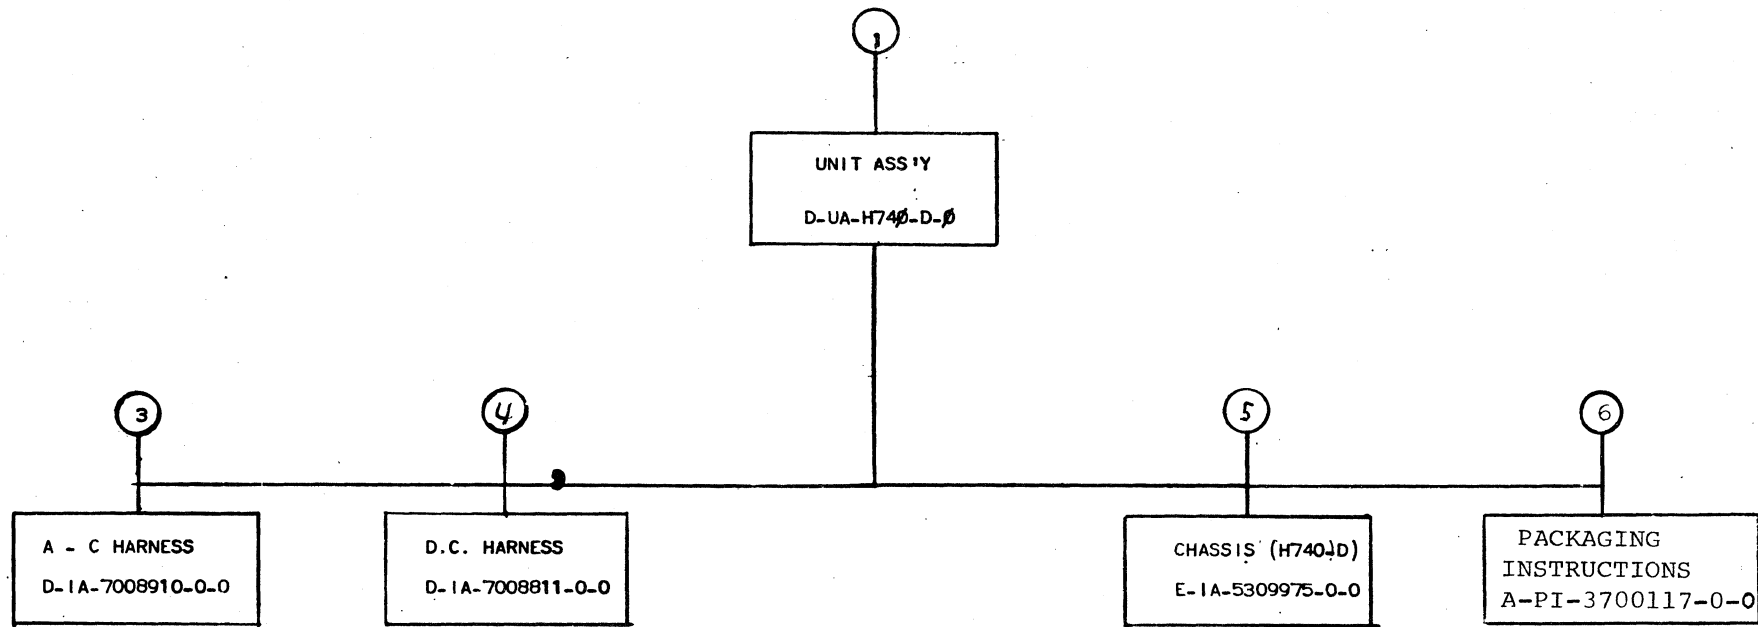 1
UNIT ASS'Y
D-UA-H74Ø-D-Ø
3
4
5
6
A - C HARNESS
D-IA-7008910-0-0
D.C. HARNESS
D-IA-7008811-0-0
CHASSIS (H740-D)
E-IA-5309975-0-0
PACKAGING
INSTRUCTIONS
A-PI-3700117-0-0